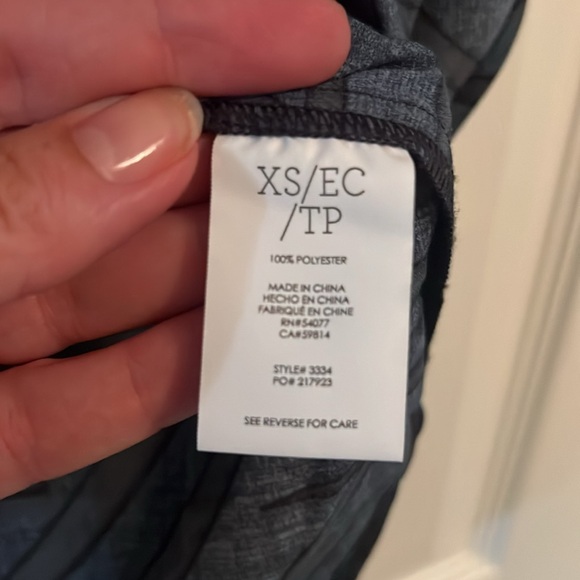 XS/EC
/TP
100% POLYESTER
MADE IN CHINA
HECHO EN CHINA
FABRIQUÉ EN CHINE
RN#54077
CA#59814
STYLE# 3334
PO# 217923
SEE REVERSE FOR CARE